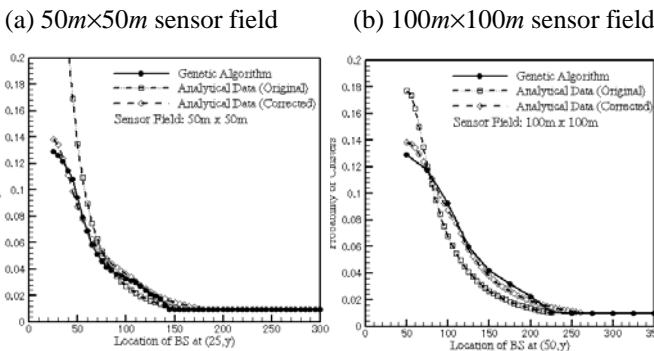 (a) 50m×50m sensor field
(b) 100m×100m sensor field
0.2
0.18
0.16
0.14
0.12
0.1
0.08
0.06
0.04
0.02
Genetic Algorithm
Analytical Data (Original)
Analytical Data (Corrected)
Sensor Field: 50m x 50m
0 50 100 150 200 250 300
Location of BS at (25,y)
Probability of Clusters
0.2
0.18
0.16
0.14
0.12
0.1
0.08
0.06
0.04
0.02
Genetic Algorithm
Analytical Data (Original)
Analytical Data (Corrected)
Sensor Field: 100m x 100m
0 50 100 150 200 250 300 350
Location of BS at (50,y)